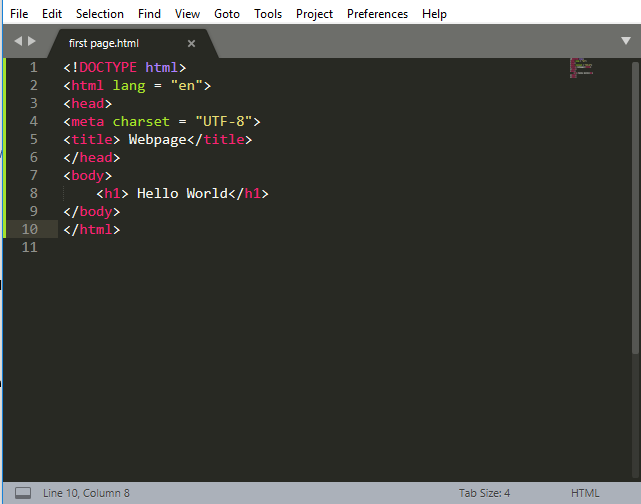 File Edit Selection Find View Goto Tools Project Preferences Help
first page.html ×
1 <!DOCTYPE html>
2 <html lang = "en">
3 <head>
4 <meta charset = "UTF-8">
5 <title> Webpage</title>
6 </head>
7 <body>
8     <h1> Hello World</h1>
9 </body>
10 </html>
11
Line 10, Column 8 Tab Size: 4 HTML